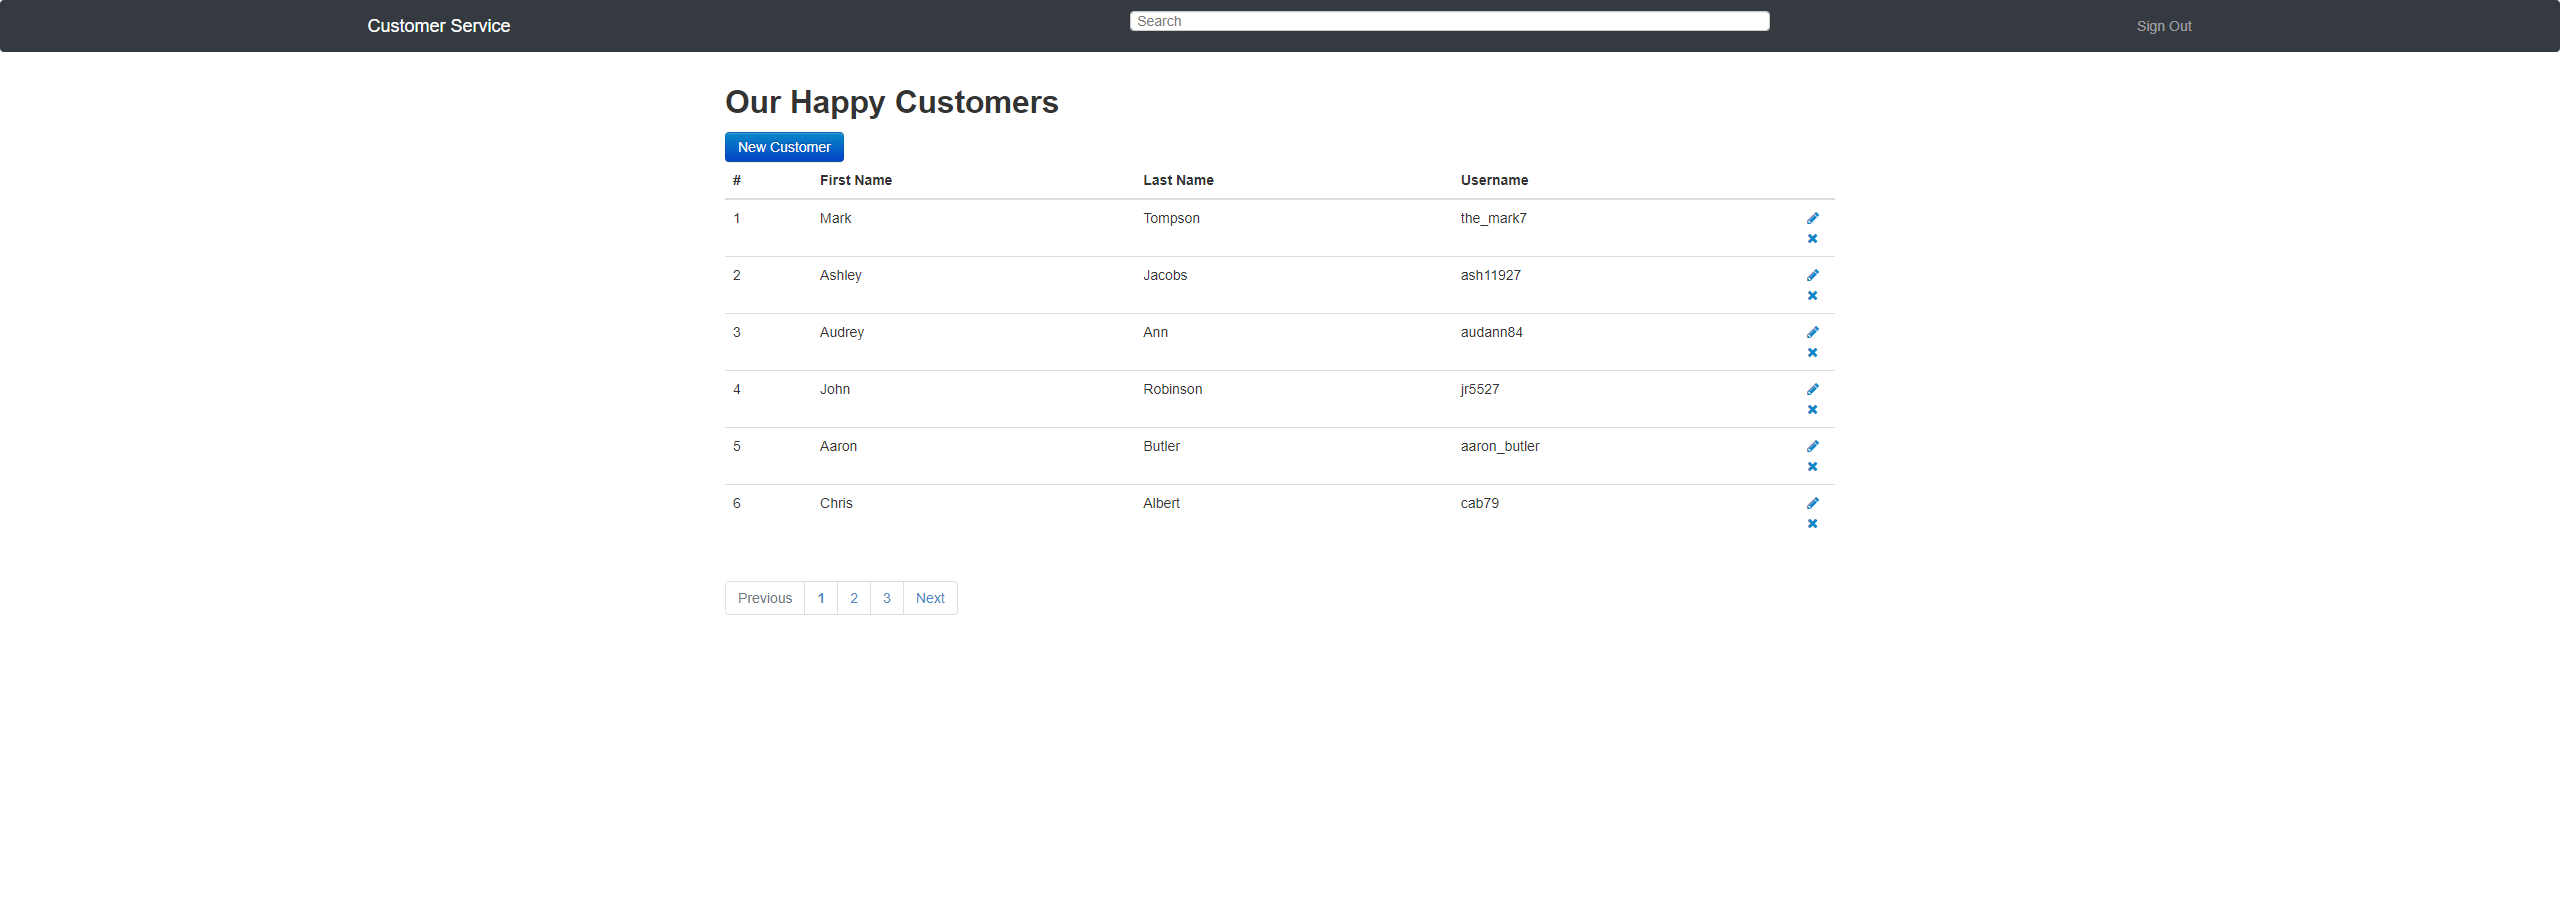 Customer Service Search Sign Out
Our Happy Customers
New Customer
# First Name Last Name Username
1 Mark Tompson the_mark7
2 Ashley Jacobs ash11927
3 Audrey Ann audann84
4 John Robinson jr5527
5 Aaron Butler aaron_butler
6 Chris Albert cab79
Previous 1 2 3 Next